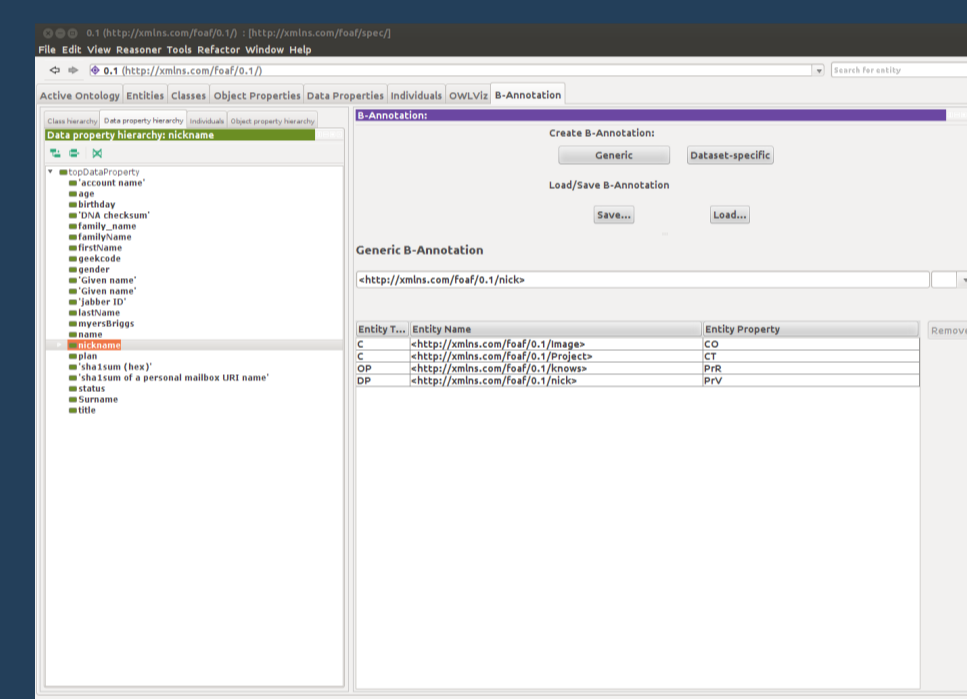 0.1 (http://xmlns.com/foaf/0.1/) : [http://xmlns.com/foaf/spec/]
File Edit View Reasoner Tools Refactor Window Help
0.1 (http://xmlns.com/foaf/0.1/)
Search for entity
Active Ontology Entities Classes Object Properties Data Properties Individuals OWLViz B-Annotation
Class hierarchy Data property hierarchy Individuals Object property hierarchy
Data property hierarchy: nickname
topDataProperty
'account name'
age
birthday
'DNA checksum'
family_name
familyName
firstName
geekcode
gender
'Given name'
'Given name'
'jabber ID'
lastName
myersBriggs
name
nickname
plan
'sha1sum (hex)'
'sha1sum of a personal mailbox URI name'
status
Surname
title
B-Annotation:
Create B-Annotation:
Generic Dataset-specific
Load/Save B-Annotation
Save... Load...
Generic B-Annotation
<http://xmlns.com/foaf/0.1/nick>
Entity T... Entity Name Entity Property
Remove
C <http://xmlns.com/foaf/0.1/Image> CO
C <http://xmlns.com/foaf/0.1/Project> CT
OP <http://xmlns.com/foaf/0.1/knows> PrR
DP <http://xmlns.com/foaf/0.1/nick> PrV